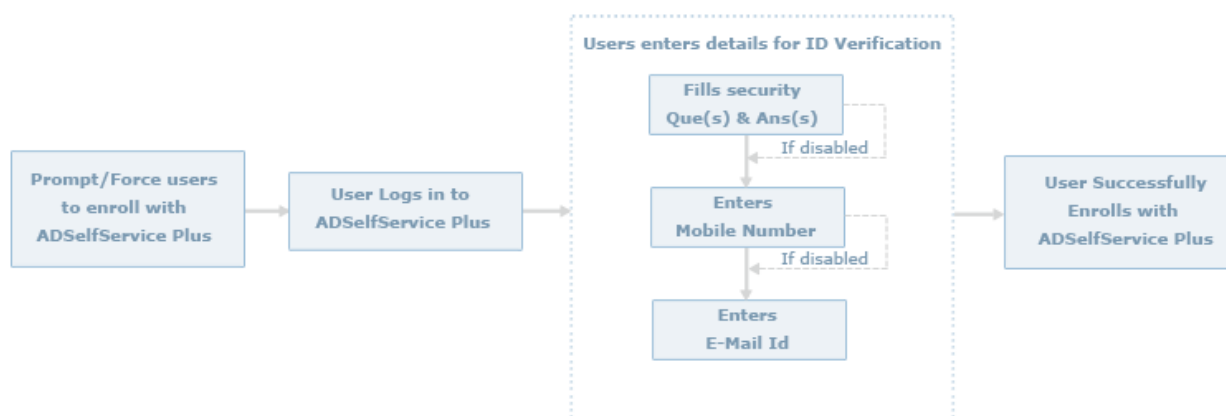 Prompt/Force users
to enroll with
ADSelfService Plus
User Logs in to
ADSelfService Plus
Users enters details for ID Verification
Fills security
Que(s) & Ans(s)
If disabled
Enters
Mobile Number
If disabled
Enters
E-Mail Id
User Successfully
Enrolls with
ADSelfService Plus